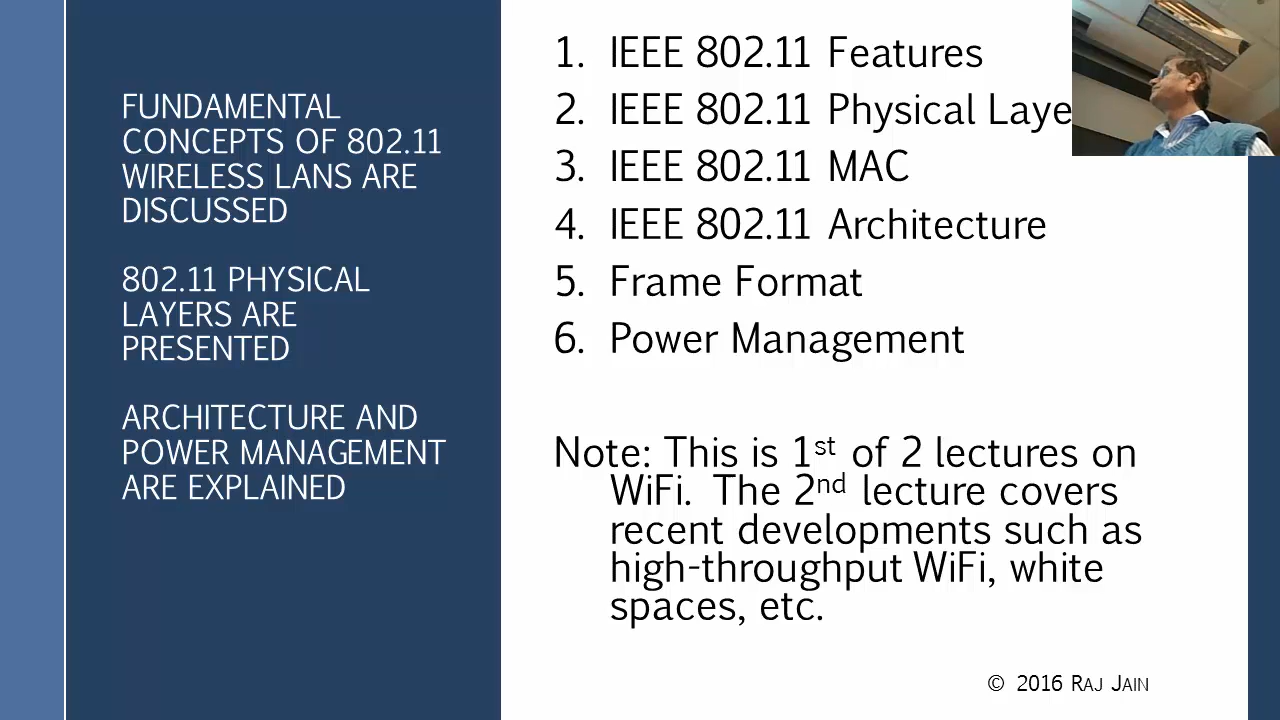 FUNDAMENTAL
CONCEPTS OF 802.11
WIRELESS LANS ARE
DISCUSSED
802.11 PHYSICAL
LAYERS ARE
PRESENTED
ARCHITECTURE AND
POWER MANAGEMENT
ARE EXPLAINED
1. IEEE 802.11 Features
2. IEEE 802.11 Physical Laye
3. IEEE 802.11 MAC
4. IEEE 802.11 Architecture
5. Frame Format
6. Power Management
Note: This is 1st of 2 lectures on
WiFi. The 2nd lecture covers
recent developments such as
high-throughput WiFi, white
spaces, etc.
© 2016 RAJ JAIN